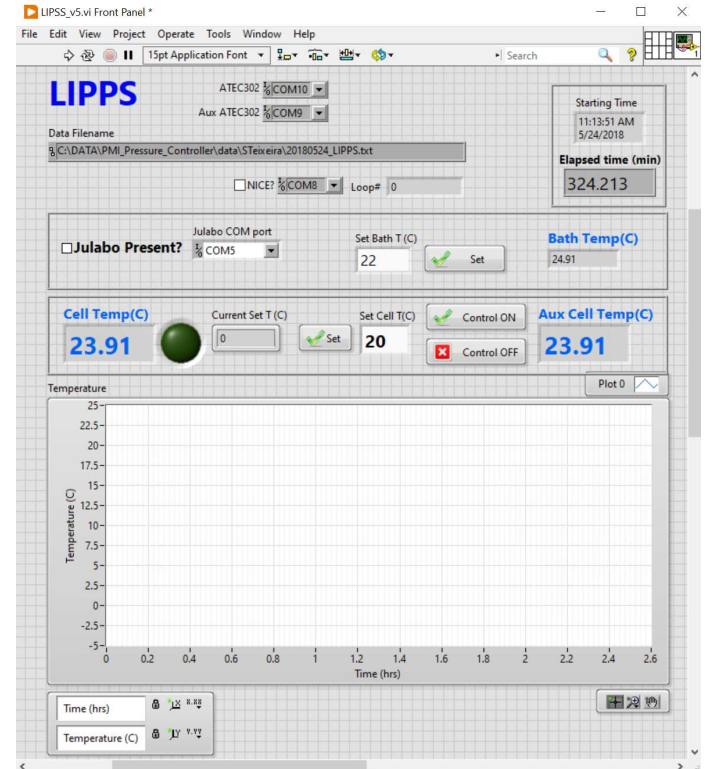 LIPSS_v5.vi Front Panel *
File Edit View Project Operate Tools Window Help
15pt Application Font
Search
1
LIPPS
ATEC302 COM10
Aux ATEC302 COM9
Starting Time
11:13:51 AM
5/24/2018
Data Filename
C:\DATA\PMI_Pressure_Controller\data\STeixeira\20180524_LIPPS.txt
Elapsed time (min)
324.213
NICE? COM8 Loop# 0
Julabo Present?
Julabo COM port
COM5
Set Bath T (C)
22
Set
Bath Temp(C)
24.91
Cell Temp(C)
23.91
Current Set T (C)
0
Set
Set Cell T(C)
20
Control ON
Control OFF
Aux Cell Temp(C)
23.91
Temperature
Plot 0
Temperature (C)
25
22.5
20
17.5
15
12.5
10
7.5
5
2.5
0
-2.5
-5
0 0.2 0.4 0.6 0.8 1 1.2 1.4 1.6 1.8 2 2.2 2.4 2.6
Time (hrs)
Time (hrs)
Temperature (C)